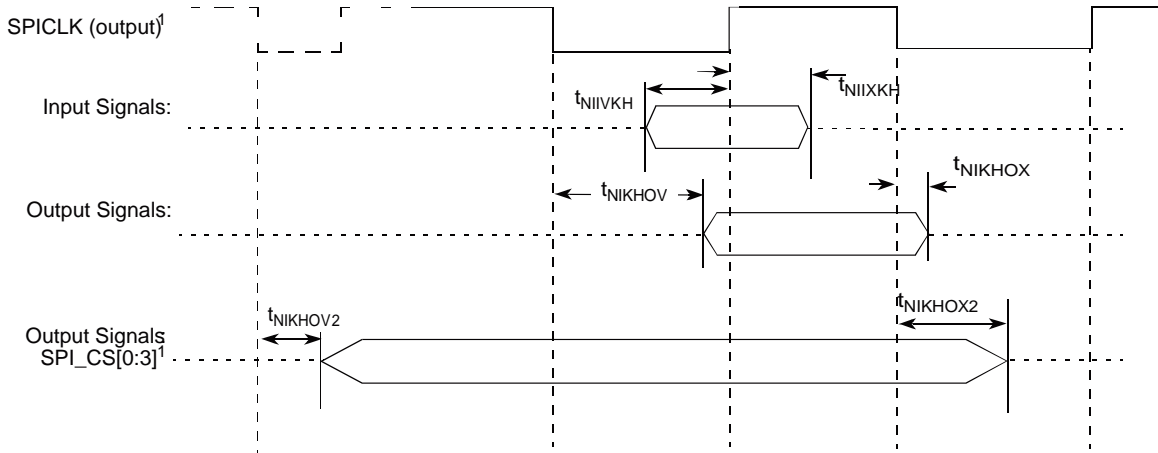 SPICLK (output)1
tNIIVKH
tNIIXKH
Input Signals:
tNIKHOX
tNIKHOV
Output Signals:
tNIKHOV2
tNIKHOX2
Output Signals:
SPI_CS[0:3]1